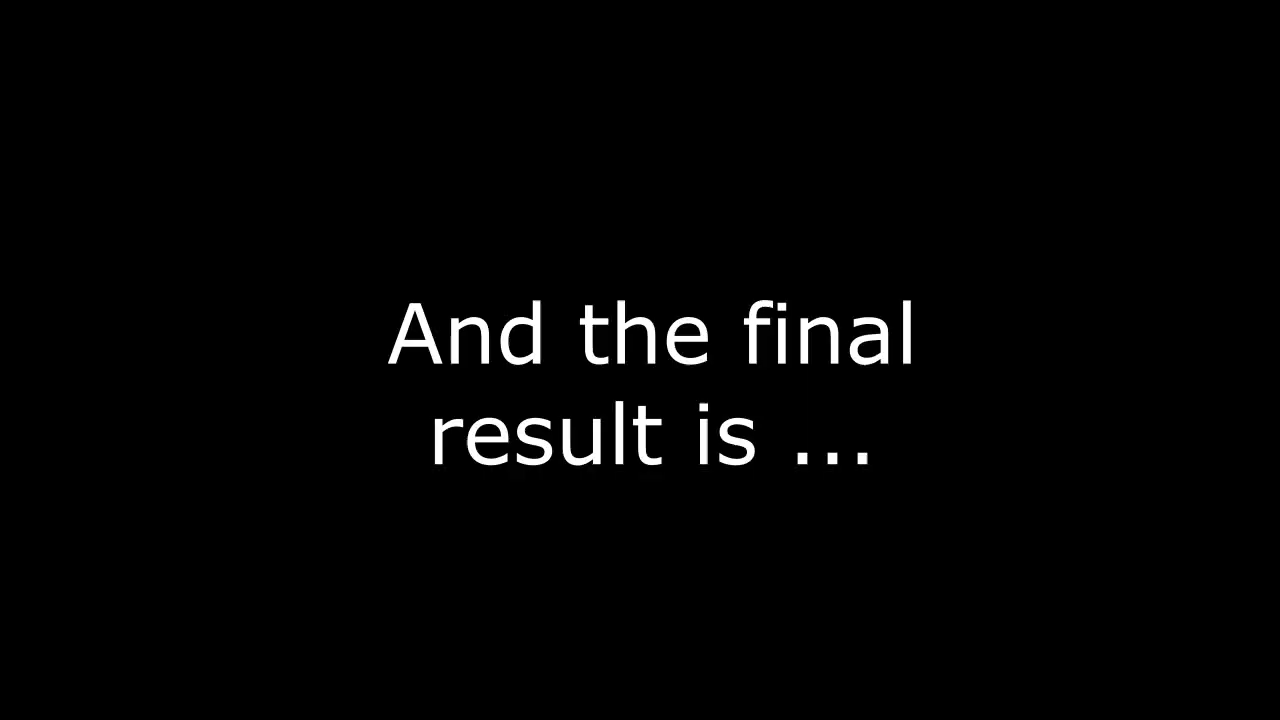 And the final
result is ...